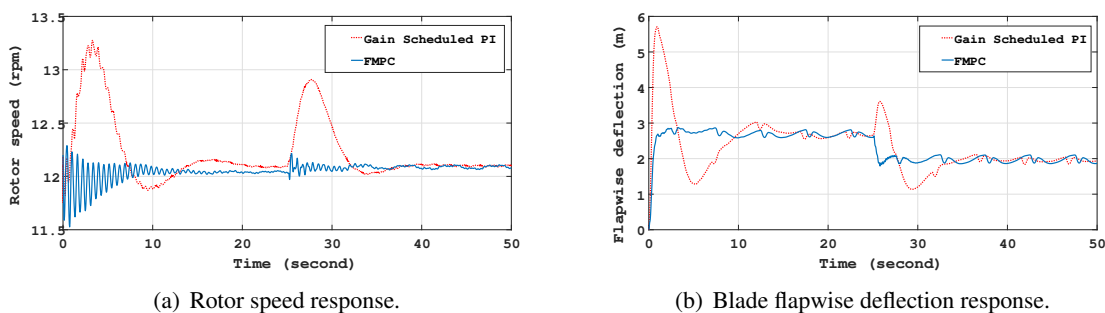 13.5
13
12.5
12
11.5
Rotor speed (rpm)
Gain Scheduled PI
FMPC
0 10 20 30 40 50
Time (second)
(a) Rotor speed response.
6
5
4
3
2
1
0
Flapwise deflection (m)
Gain Scheduled PI
FMPC
0 10 20 30 40 50
Time (second)
(b) Blade flapwise deflection response.